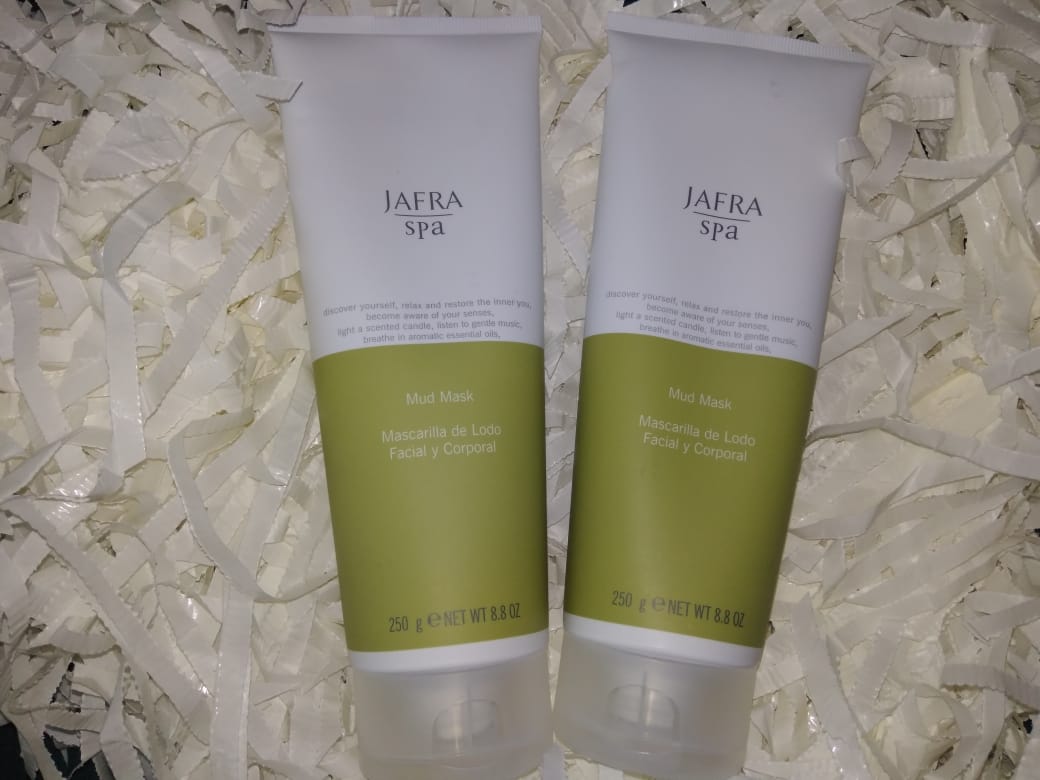 JAFRA
spa
discover yourself, relax and restore the inner you,
become aware of your senses,
light a scented candle, listen to gentle music,
breathe in aromatic essential oils,
Mud Mask
Mascarilla de Lodo
Facial y Corporal
250 g ℮ NET WT 8.8 OZ
JAFRA
spa
discover yourself, relax and restore the inner you,
become aware of your senses,
light a scented candle, listen to gentle music,
breathe in aromatic essential oils,
Mud Mask
Mascarilla de Lodo
Facial y Corporal
250 g ℮ NET WT 8.8 OZ